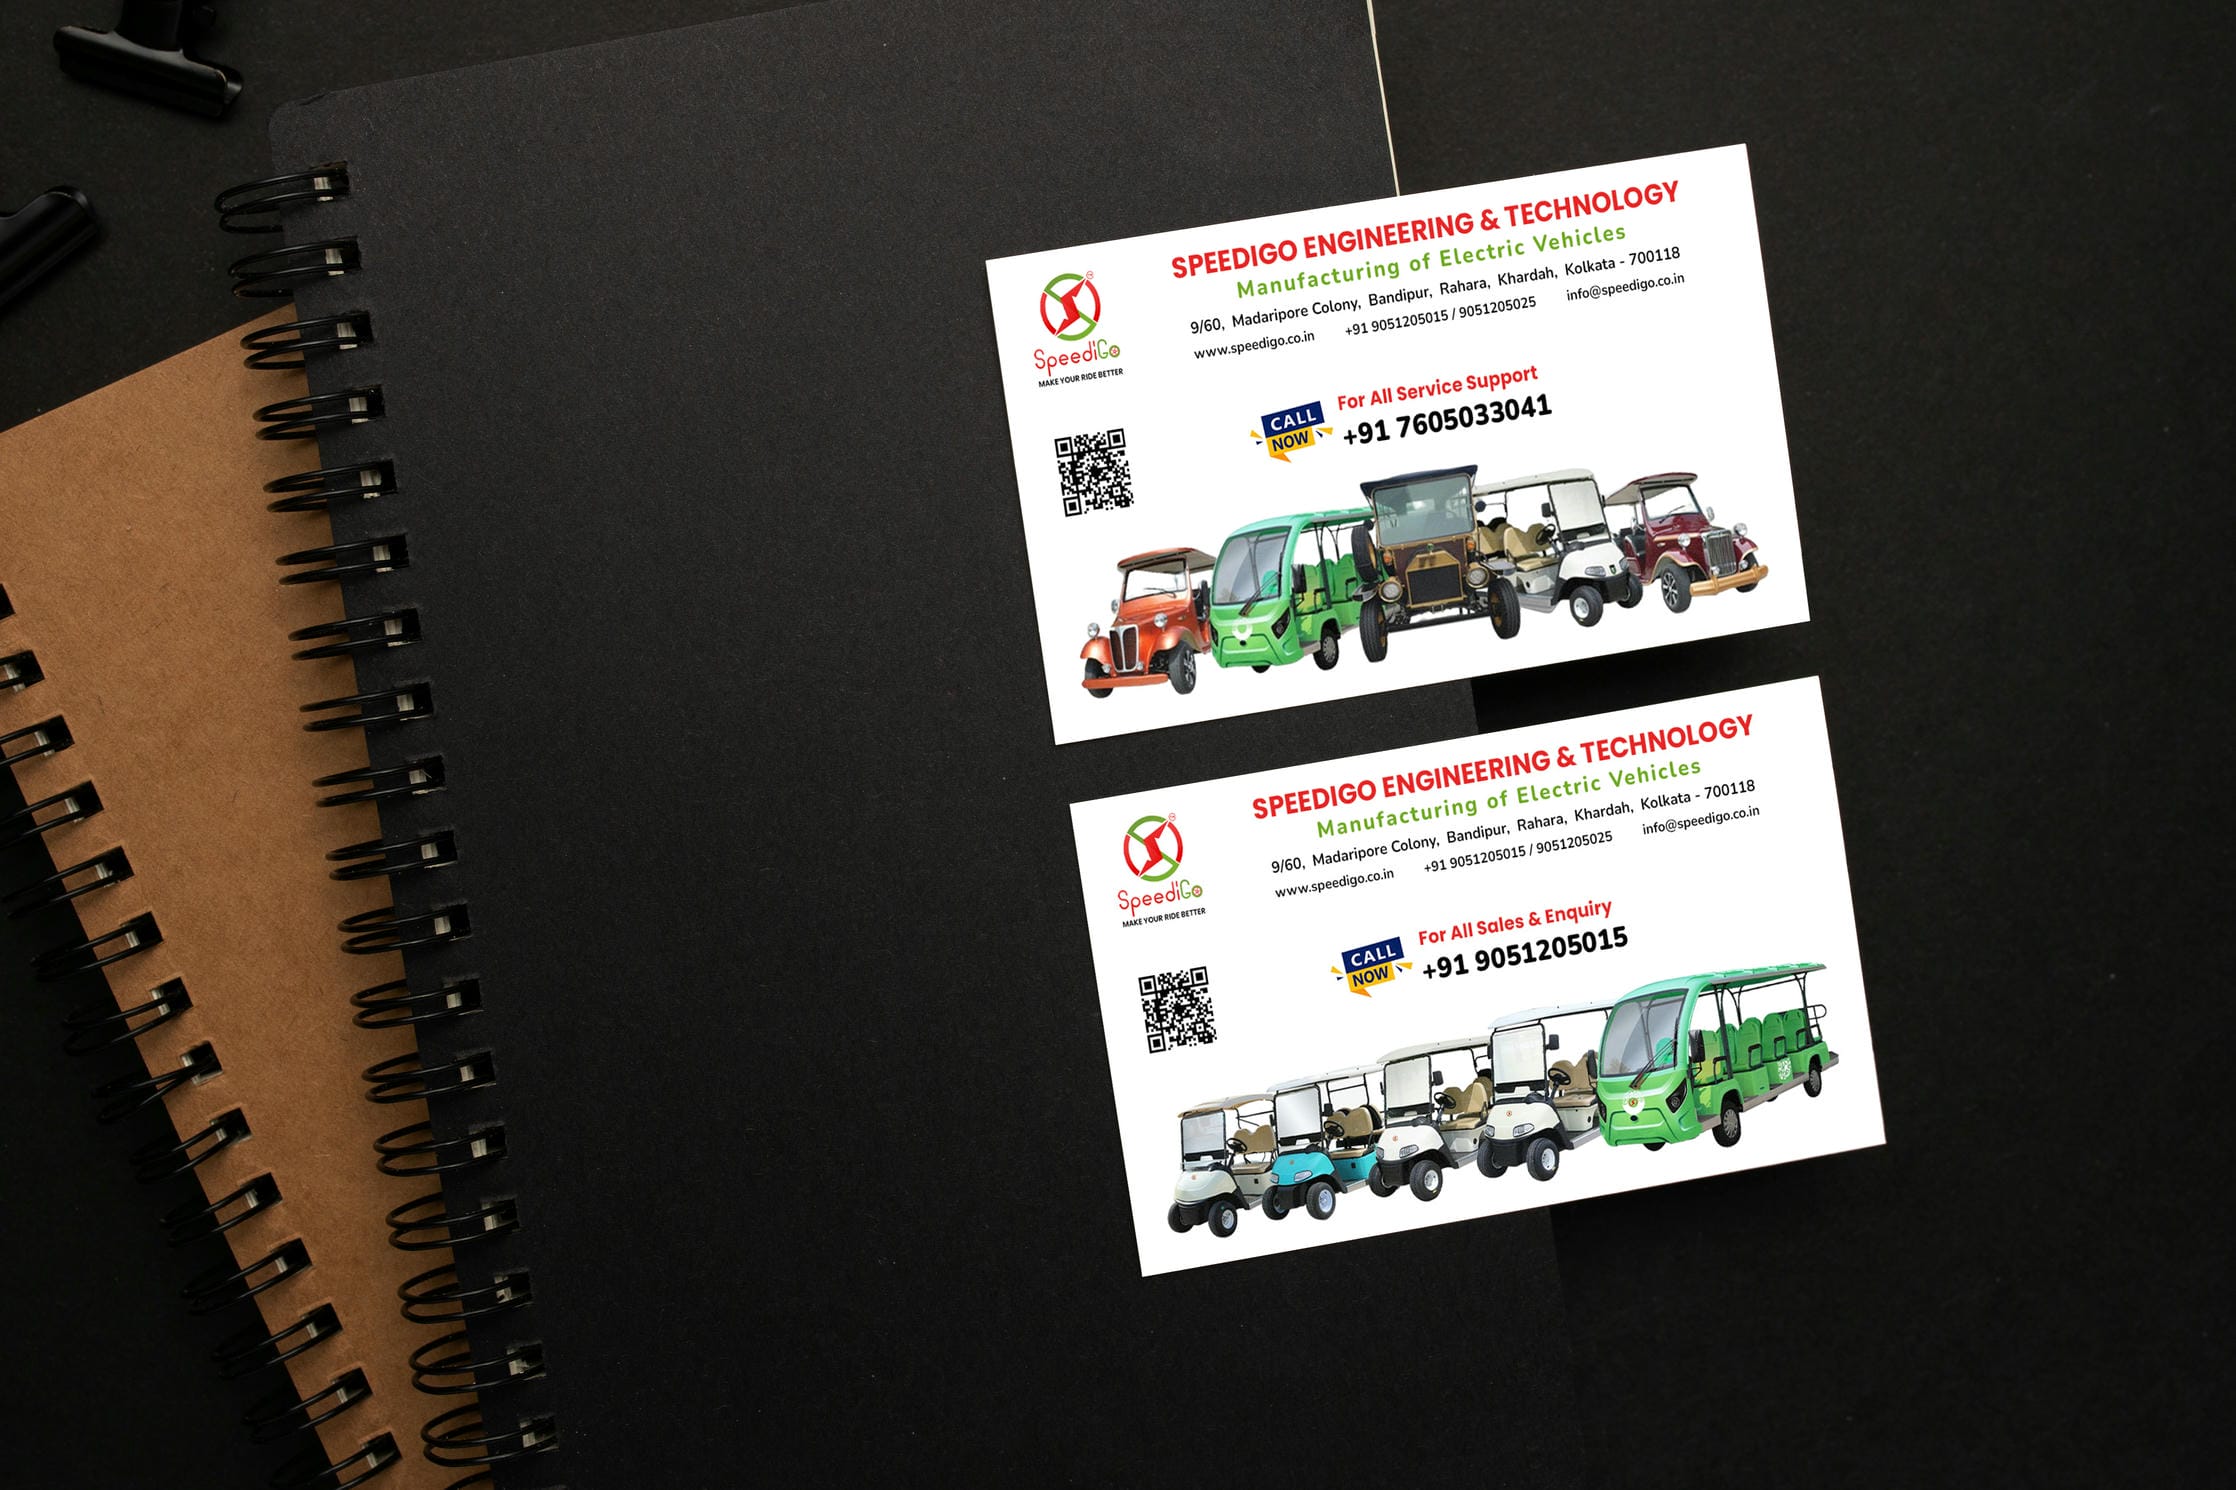 SPEEDIGO ENGINEERING & TECHNOLOGY
Manufacturing of Electric Vehicles
9/60, Madaripore Colony, Bandipur, Rahara, Khardah, Kolkata - 700118
www.speedigo.co.in +91 9051205015 / 9051205025 info@speedigo.co.in
SpeediGo
MAKE YOUR RIDE BETTER
CALL NOW
For All Service Support
+91 7605033041
SPEEDIGO ENGINEERING & TECHNOLOGY
Manufacturing of Electric Vehicles
9/60, Madaripore Colony, Bandipur, Rahara, Khardah, Kolkata - 700118
www.speedigo.co.in +91 9051205015 / 9051205025 info@speedigo.co.in
SpeediGo
MAKE YOUR RIDE BETTER
CALL NOW
For All Sales & Enquiry
+91 9051205015